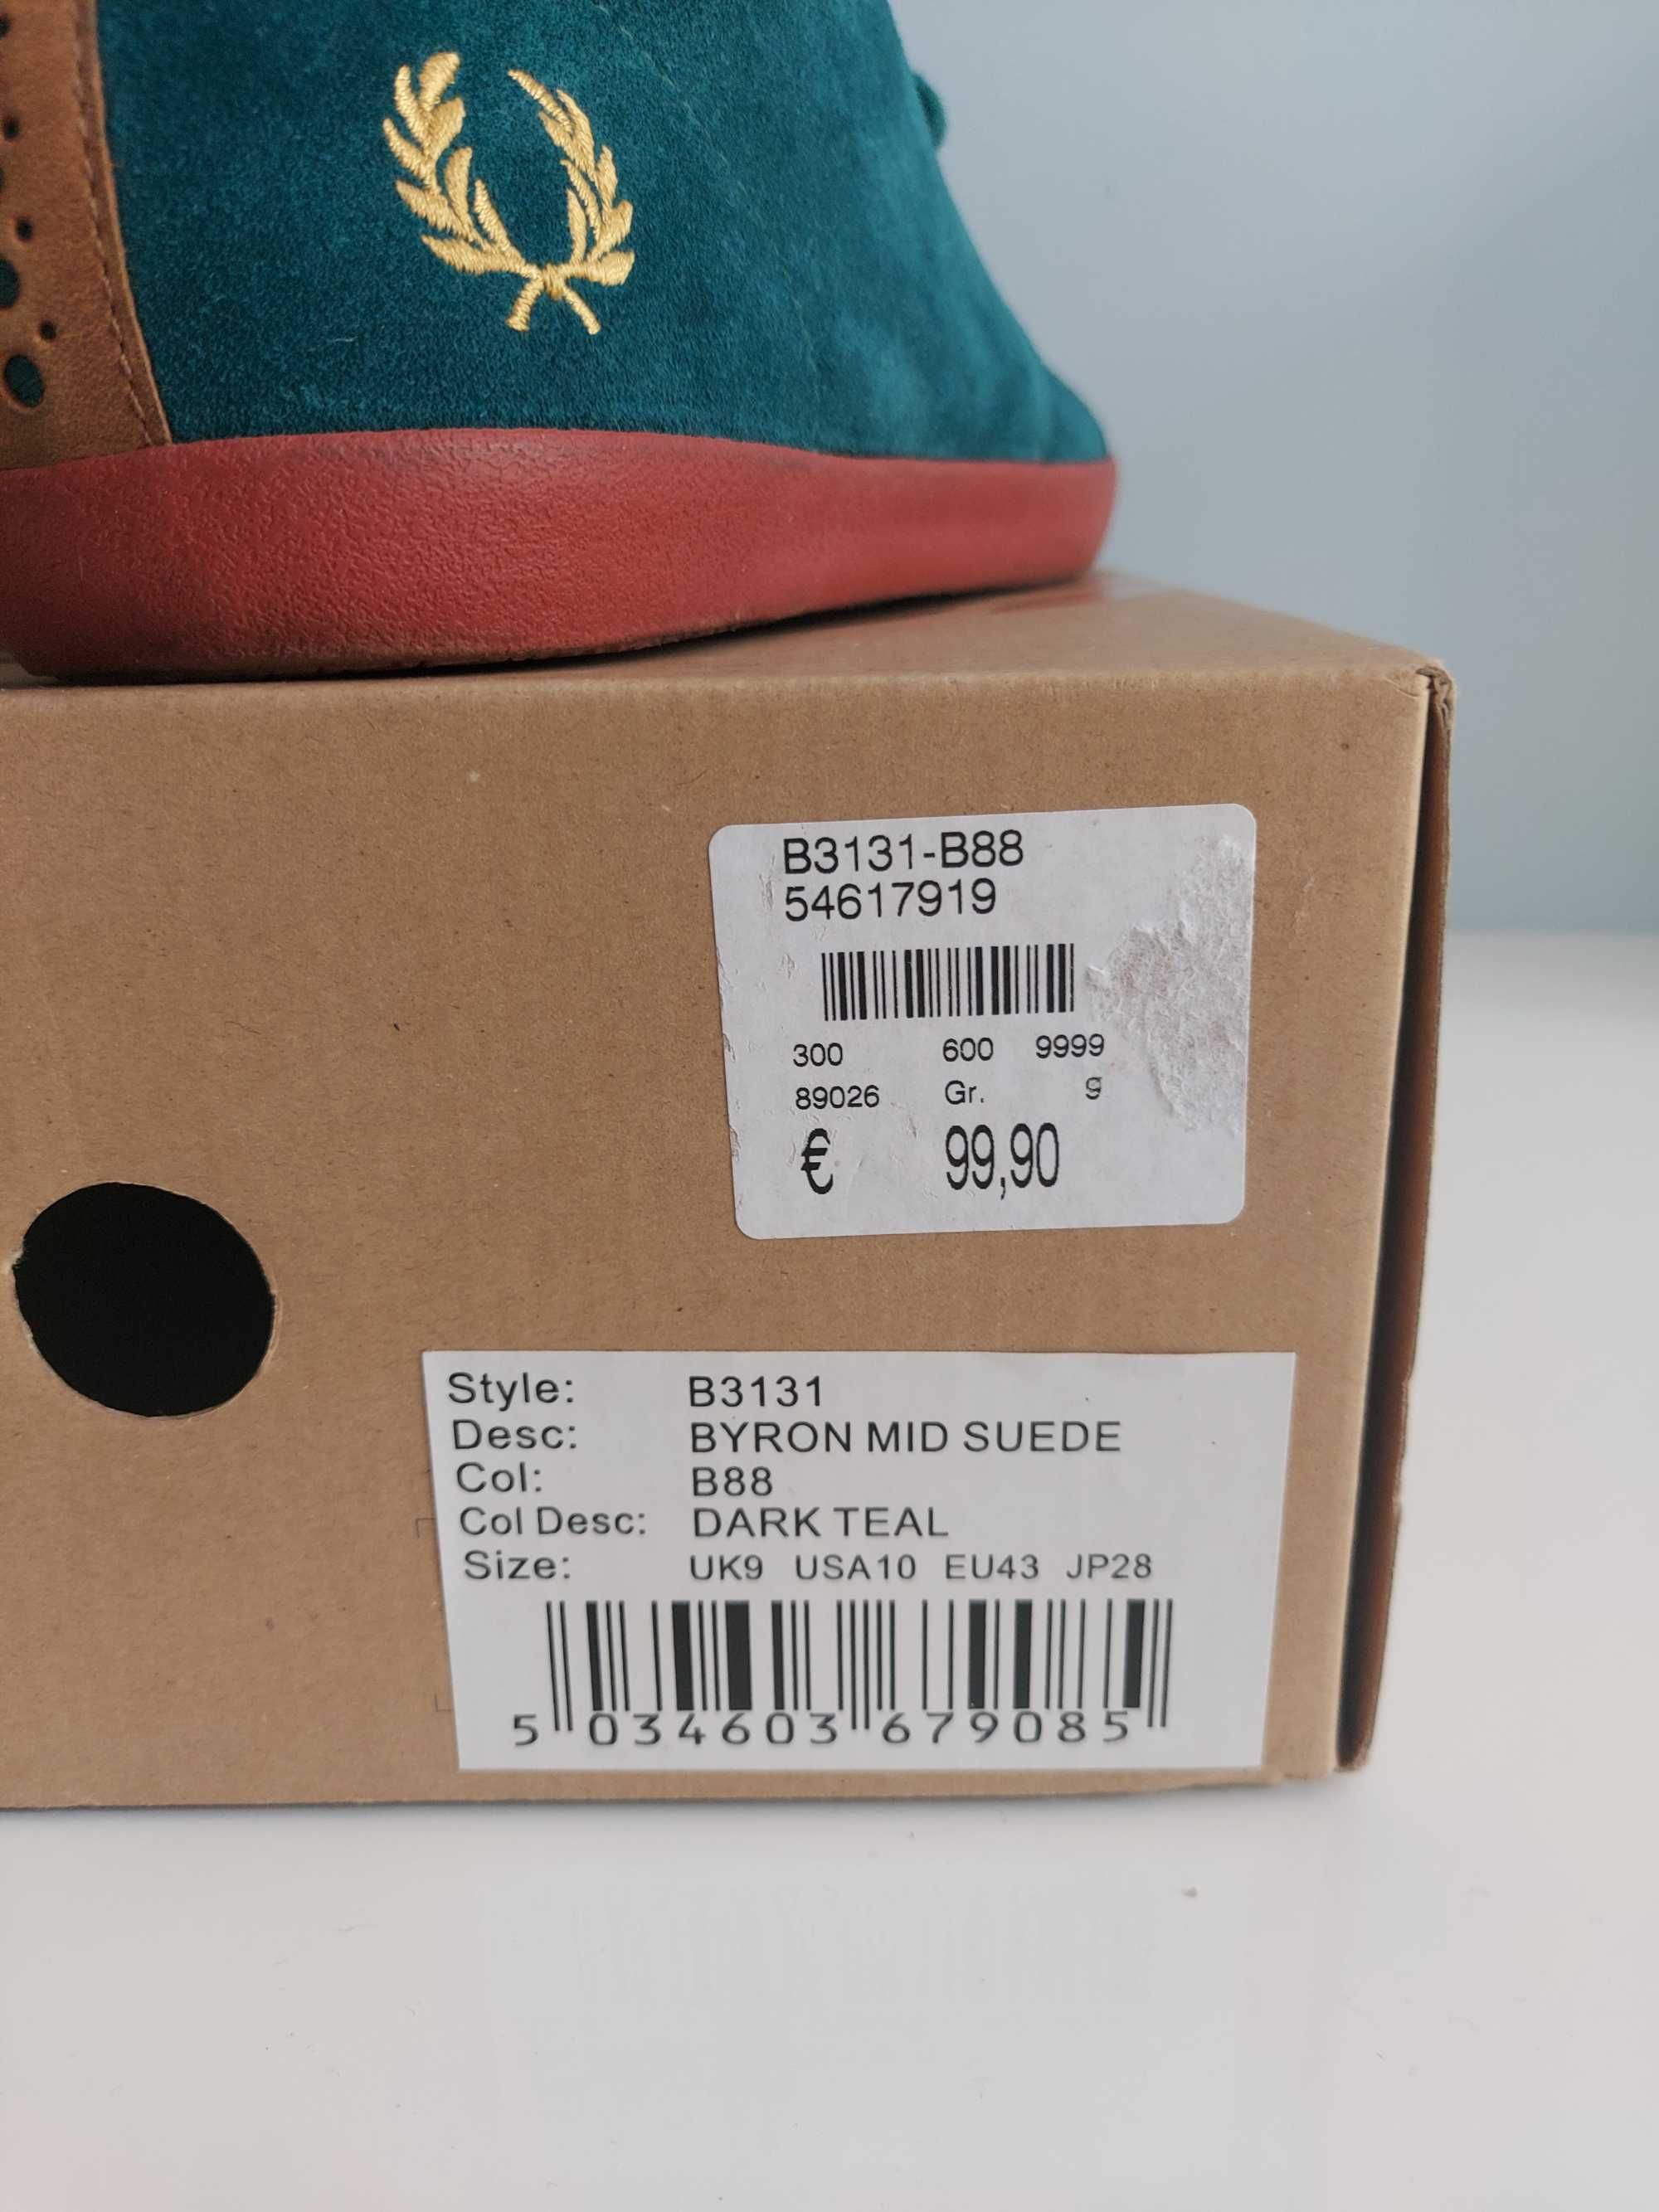 B3131-B88
54617919
300 600 9999
89026 Gr. g
€ 99,90
Style: B3131
Desc: BYRON MID SUEDE
Col: B88
Col Desc: DARK TEAL
Size: UK9 USA10 EU43 JP28
5 034603 679085